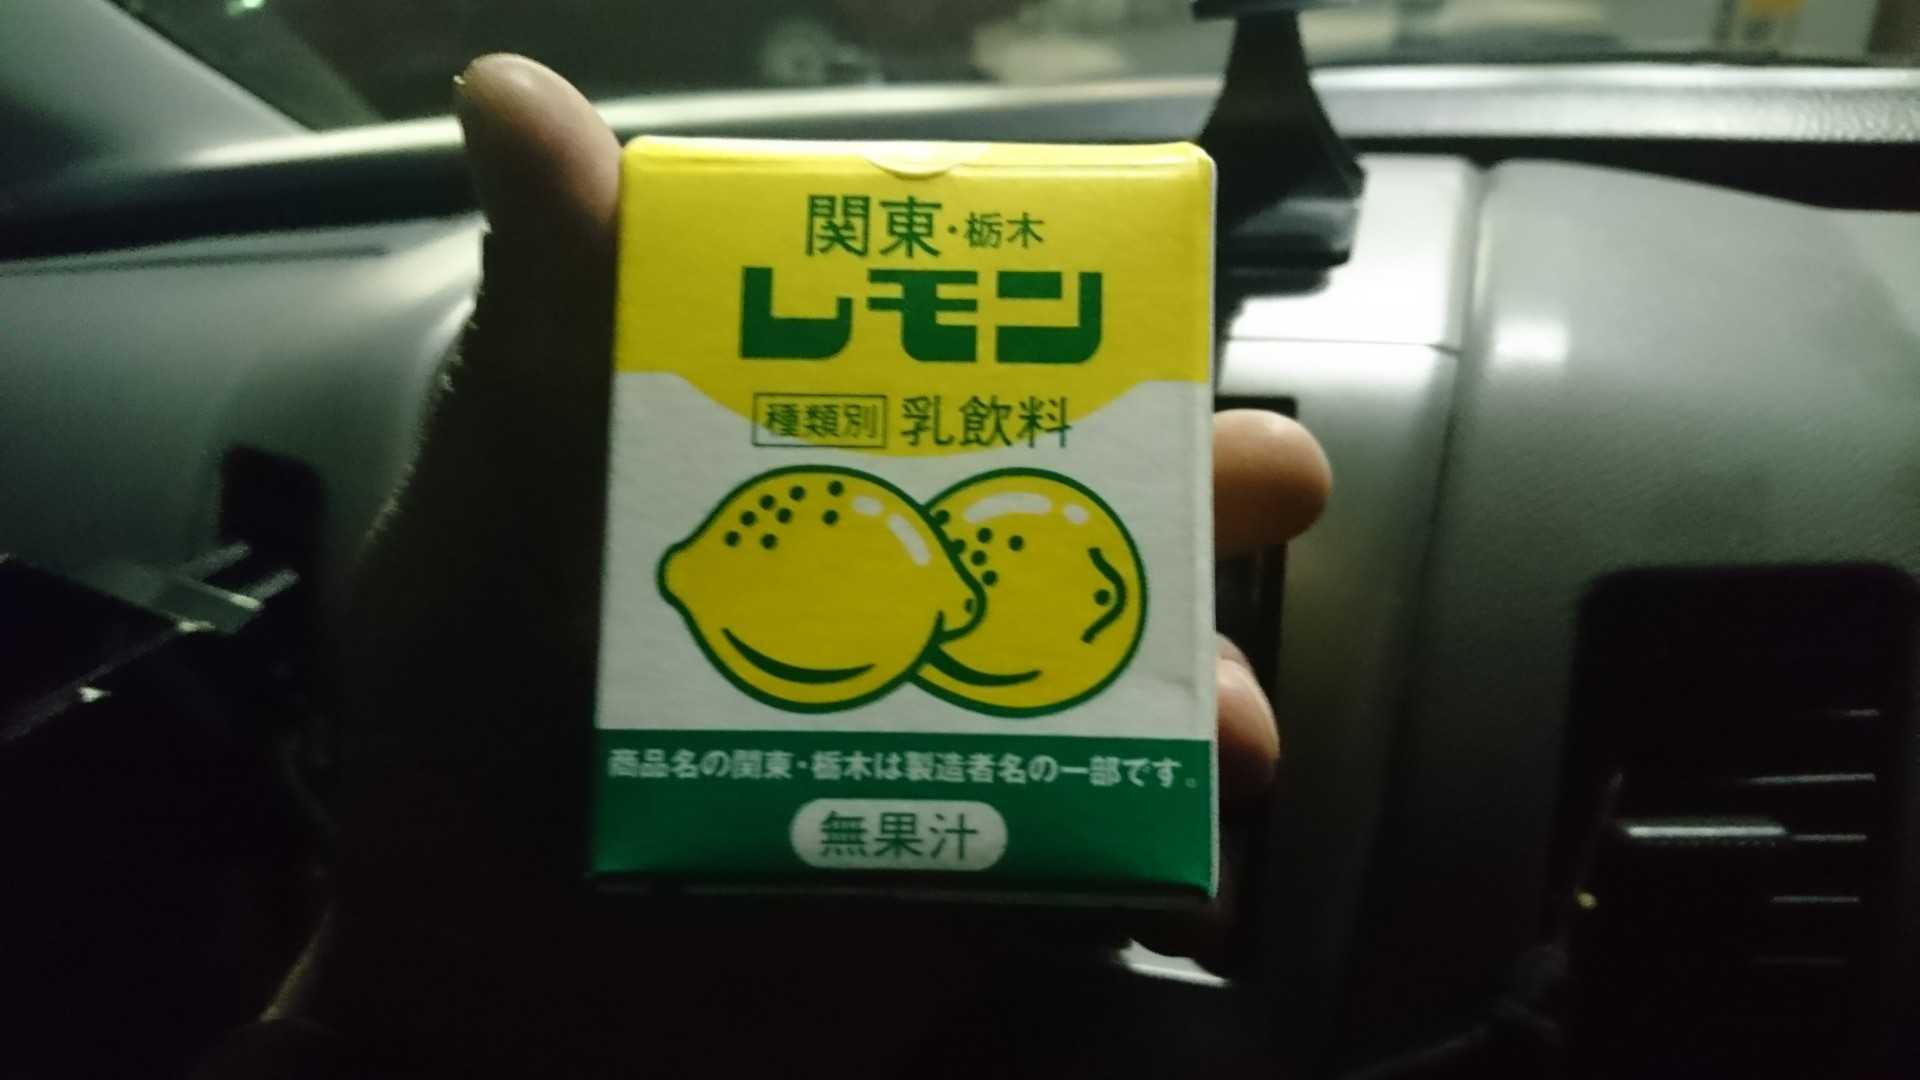 関東・栃木
レモン
種類別 乳飲料
商品名の関東・栃木は製造者名の一部です。
無果汁